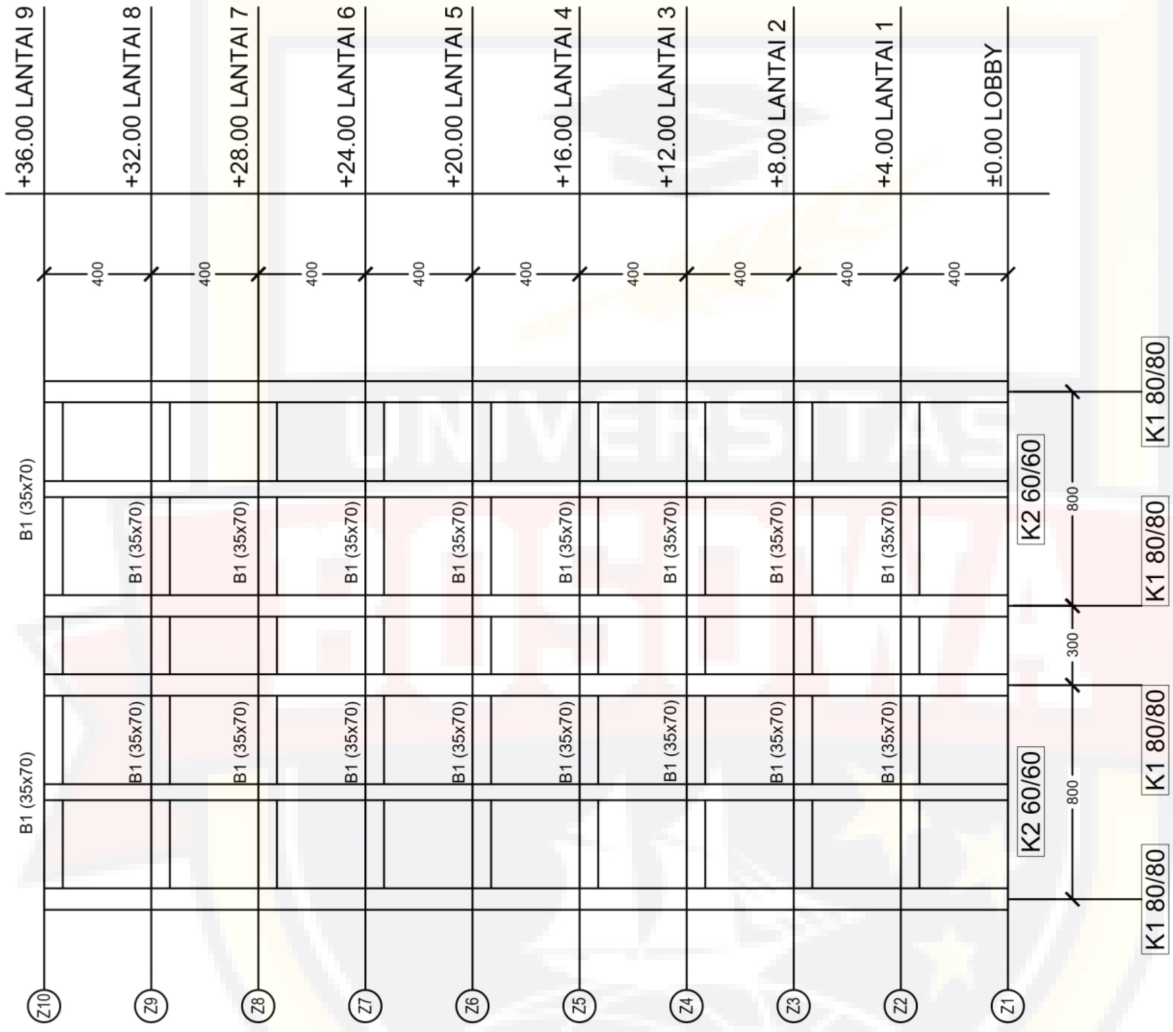 +36.00 LANTAI 9
B1 (35x70)
B1 (35x70)
Z10
400
+32.00 LANTAI 8
B1 (35x70)
B1 (35x70)
Z9
400
+28.00 LANTAI 7
B1 (35x70)
B1 (35x70)
Z8
400
+24.00 LANTAI 6
B1 (35x70)
B1 (35x70)
Z7
400
+20.00 LANTAI 5
B1 (35x70)
B1 (35x70)
Z6
400
+16.00 LANTAI 4
B1 (35x70)
B1 (35x70)
Z5
400
+12.00 LANTAI 3
B1 (35x70)
B1 (35x70)
Z4
400
+8.00 LANTAI 2
B1 (35x70)
B1 (35x70)
Z3
400
+4.00 LANTAI 1
B1 (35x70)
B1 (35x70)
Z2
400
±0.00 LOBBY
Z1
K2 60/60
K2 60/60
800
300
800
K1 80/80
K1 80/80
K1 80/80
K1 80/80
UNIVERSITAS
BOSOWA